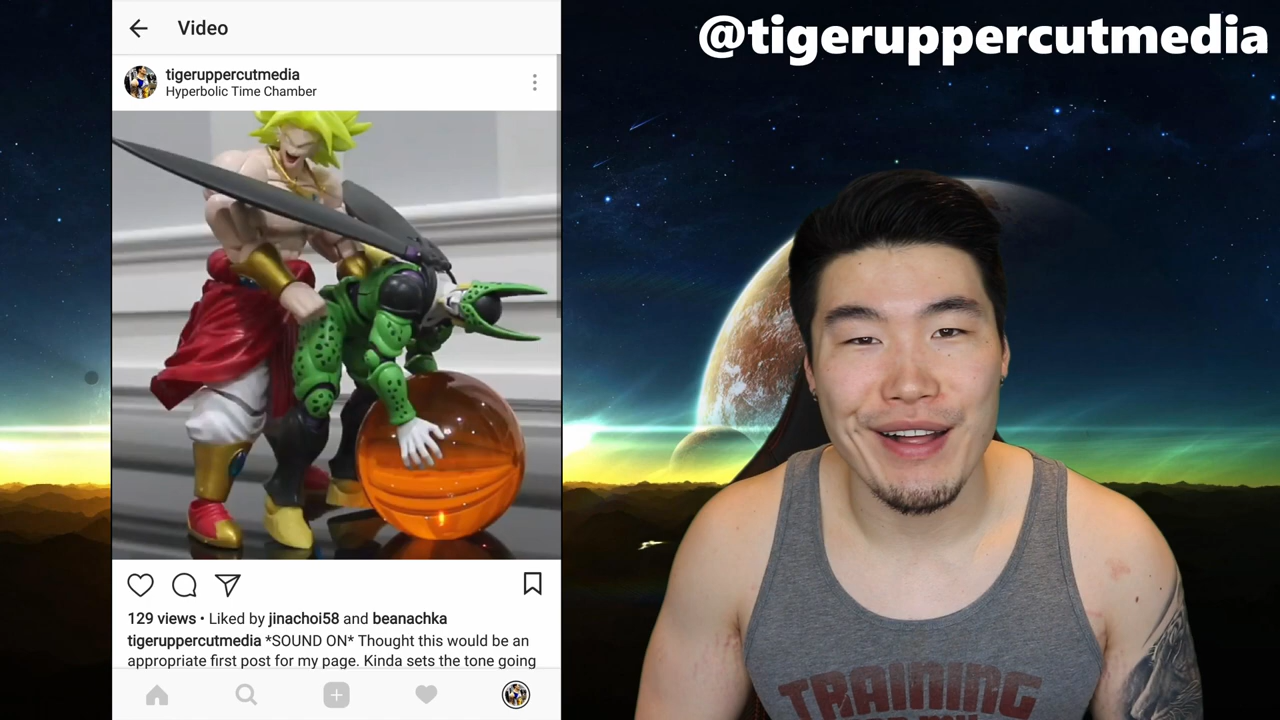 @tigeruppercutmedia
Video
tigeruppercutmedia
Hyperbolic Time Chamber
129 views • Liked by jinachoi58 and beanachka
tigeruppercutmedia *SOUND ON* Thought this would be an
appropriate first post for my page. Kinda sets the tone going
TRAINING